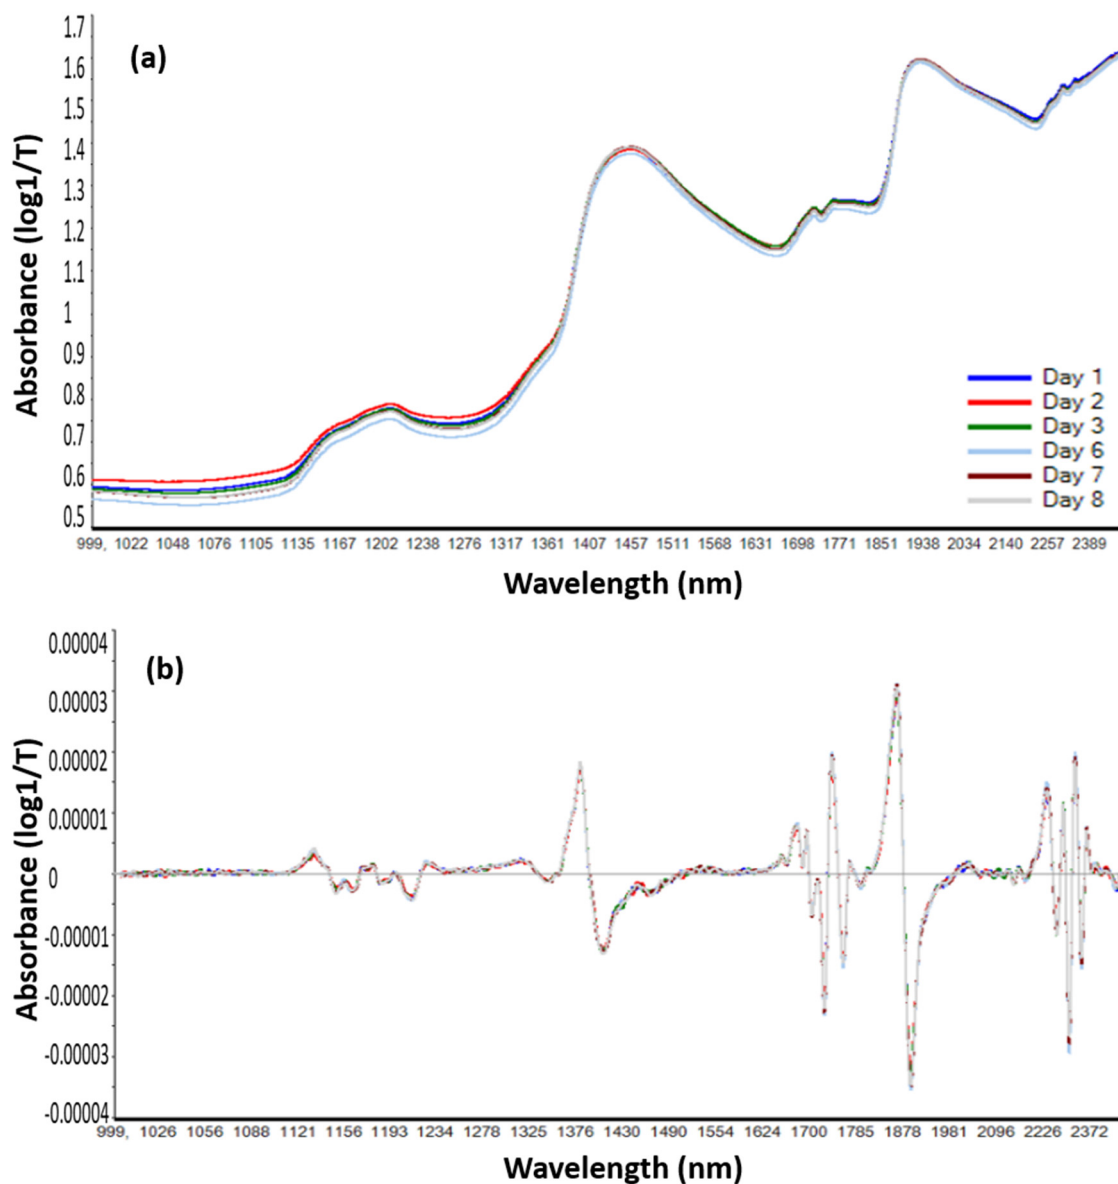 (a)
Absorbance (log1/T)
1.7
1.6
1.5
1.4
1.3
1.2
1.1
1
0.9
0.8
0.7
0.6
0.5
Day 1
Day 2
Day 3
Day 6
Day 7
Day 8
999, 1022 1048 1076 1105 1135 1167 1202 1238 1276 1317 1361 1407 1457 1511 1568 1631 1698 1771 1851 1938 2034 2140 2257 2389
Wavelength (nm)
(b)
Absorbance (log1/T)
0.00004
0.00003
0.00002
0.00001
0
-0.00001
-0.00002
-0.00003
-0.00004
999, 1026 1056 1088 1121 1156 1193 1234 1278 1325 1376 1430 1490 1554 1624 1700 1785 1878 1981 2096 2226 2372
Wavelength (nm)